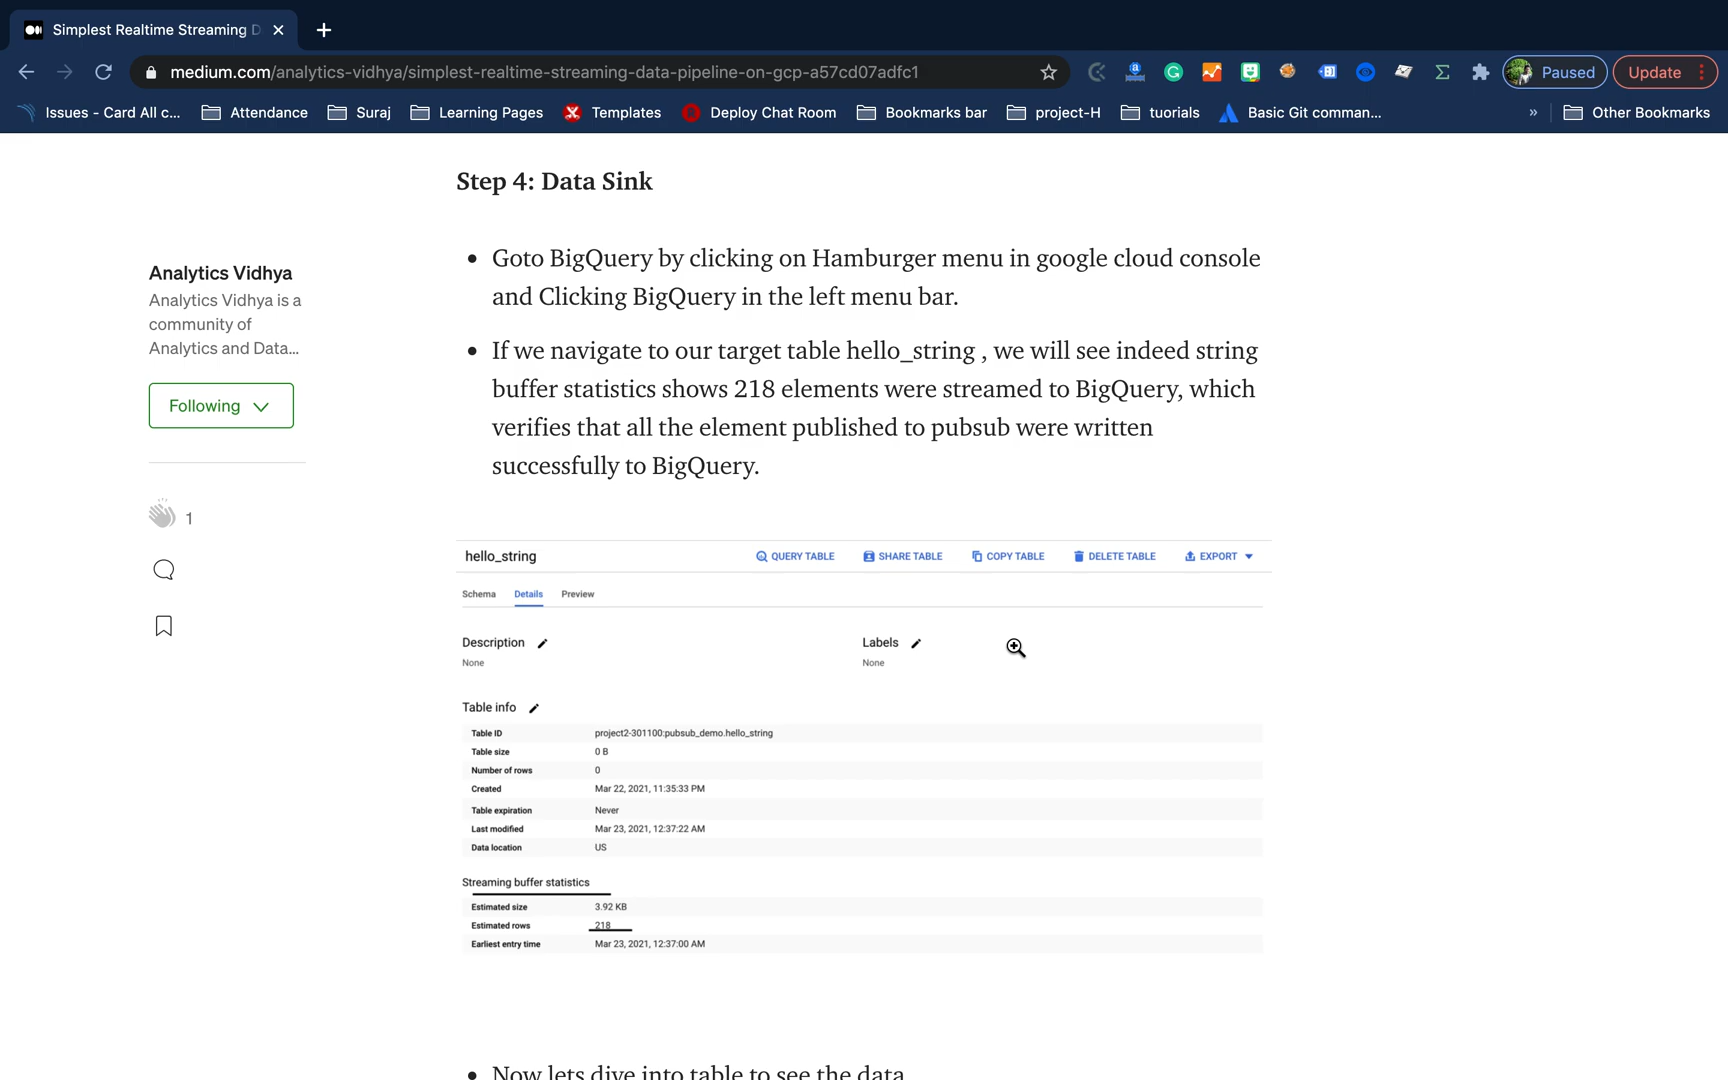 Simplest Realtime Streaming D
medium.com/analytics-vidhya/simplest-realtime-streaming-data-pipeline-on-gcp-a57cd07adfc1
Paused
Update
Issues - Card All c...
Attendance
Suraj
Learning Pages
Templates
Deploy Chat Room
Bookmarks bar
project-H
tuorials
Basic Git comman...
»
Other Bookmarks
Step 4: Data Sink
Analytics Vidhya
Analytics Vidhya is a
community of
Analytics and Data...
Following
1
• Goto BigQuery by clicking on Hamburger menu in google cloud console
and Clicking BigQuery in the left menu bar.
• If we navigate to our target table hello_string , we will see indeed string
buffer statistics shows 218 elements were streamed to BigQuery, which
verifies that all the element published to pubsub were written
successfully to BigQuery.
hello_string
QUERY TABLE
SHARE TABLE
COPY TABLE
DELETE TABLE
EXPORT
Schema Details Preview
Description
None
Labels
None
Table info
Table ID project2-301100:pubsub_demo.hello_string
Table size 0 B
Number of rows 0
Created Mar 22, 2021, 11:35:33 PM
Table expiration Never
Last modified Mar 23, 2021, 12:37:22 AM
Data location US
Streaming buffer statistics
Estimated size 3.92 KB
Estimated rows 218
Earliest entry time Mar 23, 2021, 12:37:00 AM
• Now lets dive into table to see the data